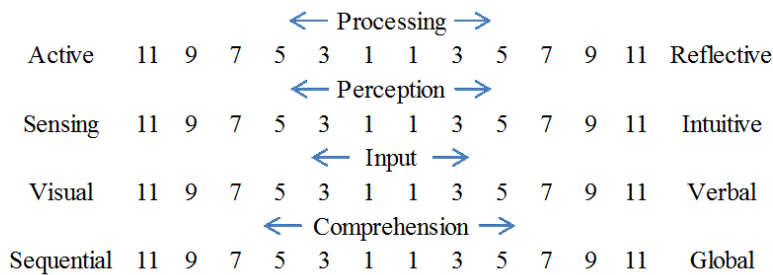 Processing
Active 11 9 7 5 3 1 1 3 5 7 9 11 Reflective
Perception
Sensing 11 9 7 5 3 1 1 3 5 7 9 11 Intuitive
Input
Visual 11 9 7 5 3 1 1 3 5 7 9 11 Verbal
Comprehension
Sequential 11 9 7 5 3 1 1 3 5 7 9 11 Global